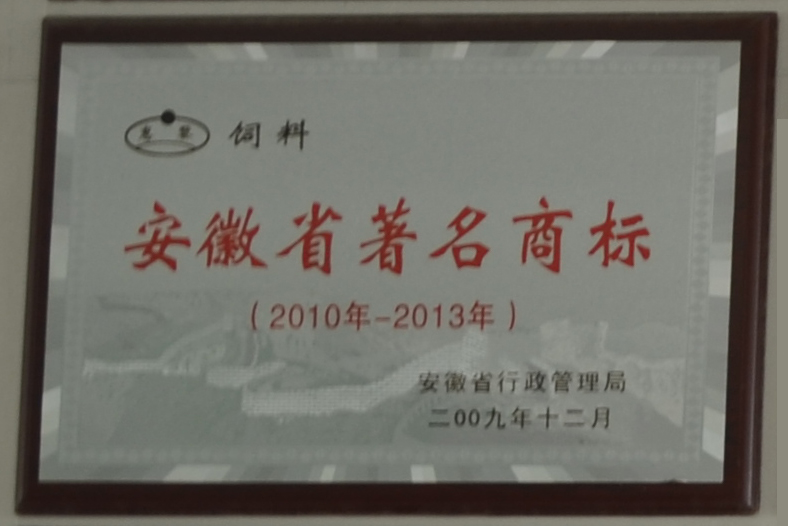 饲料
安徽省著名商标
（2010年-2013年）
安徽省行政管理局
二00九年十二月